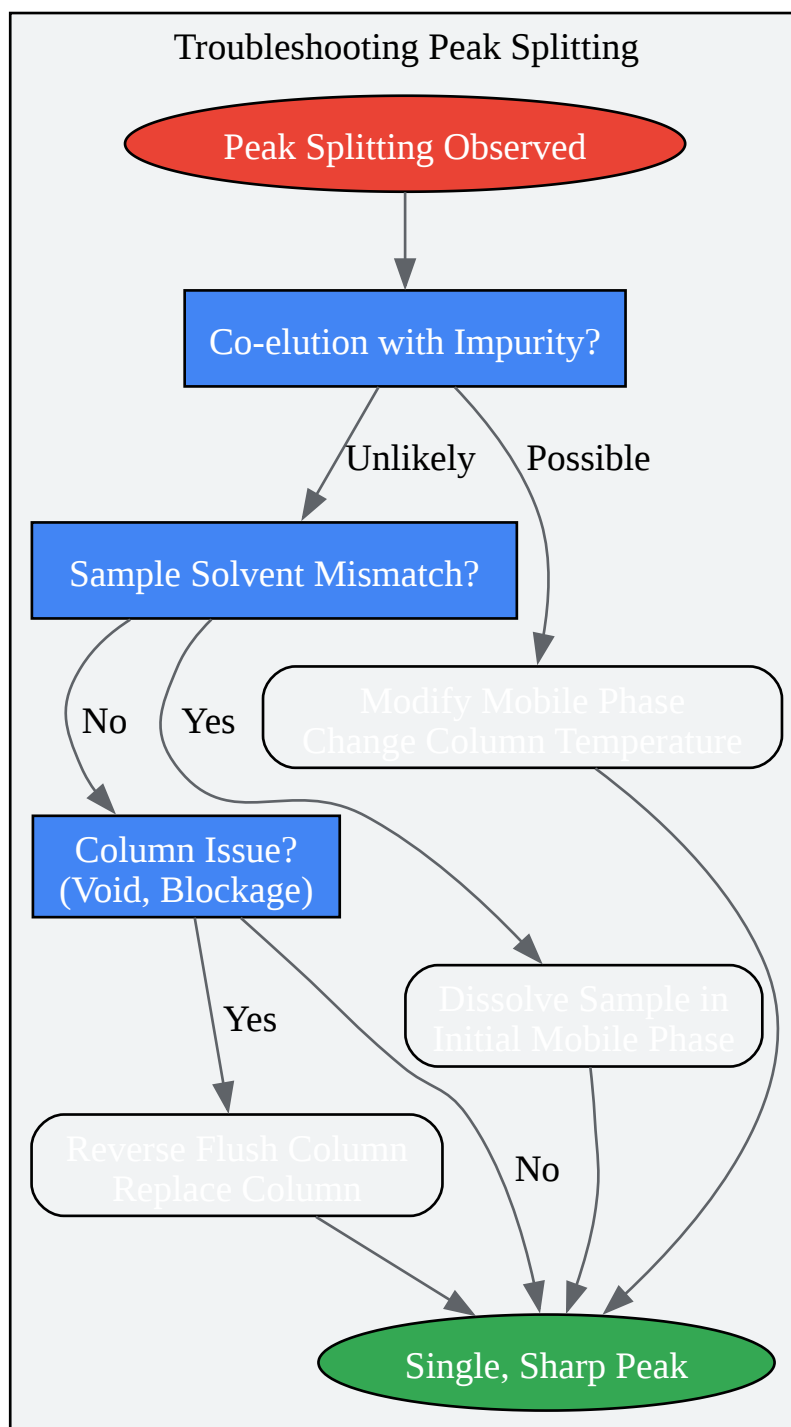 Troubleshooting Peak Splitting
Peak Splitting Observed
Co-elution with Impurity?
Unlikely
Possible
Sample Solvent Mismatch?
No
Yes
Modify Mobile Phase
Change Column Temperature
Column Issue?
(Void, Blockage)
Dissolve Sample in
Initial Mobile Phase
Yes
Reverse Flush Column
Replace Column
No
Single, Sharp Peak